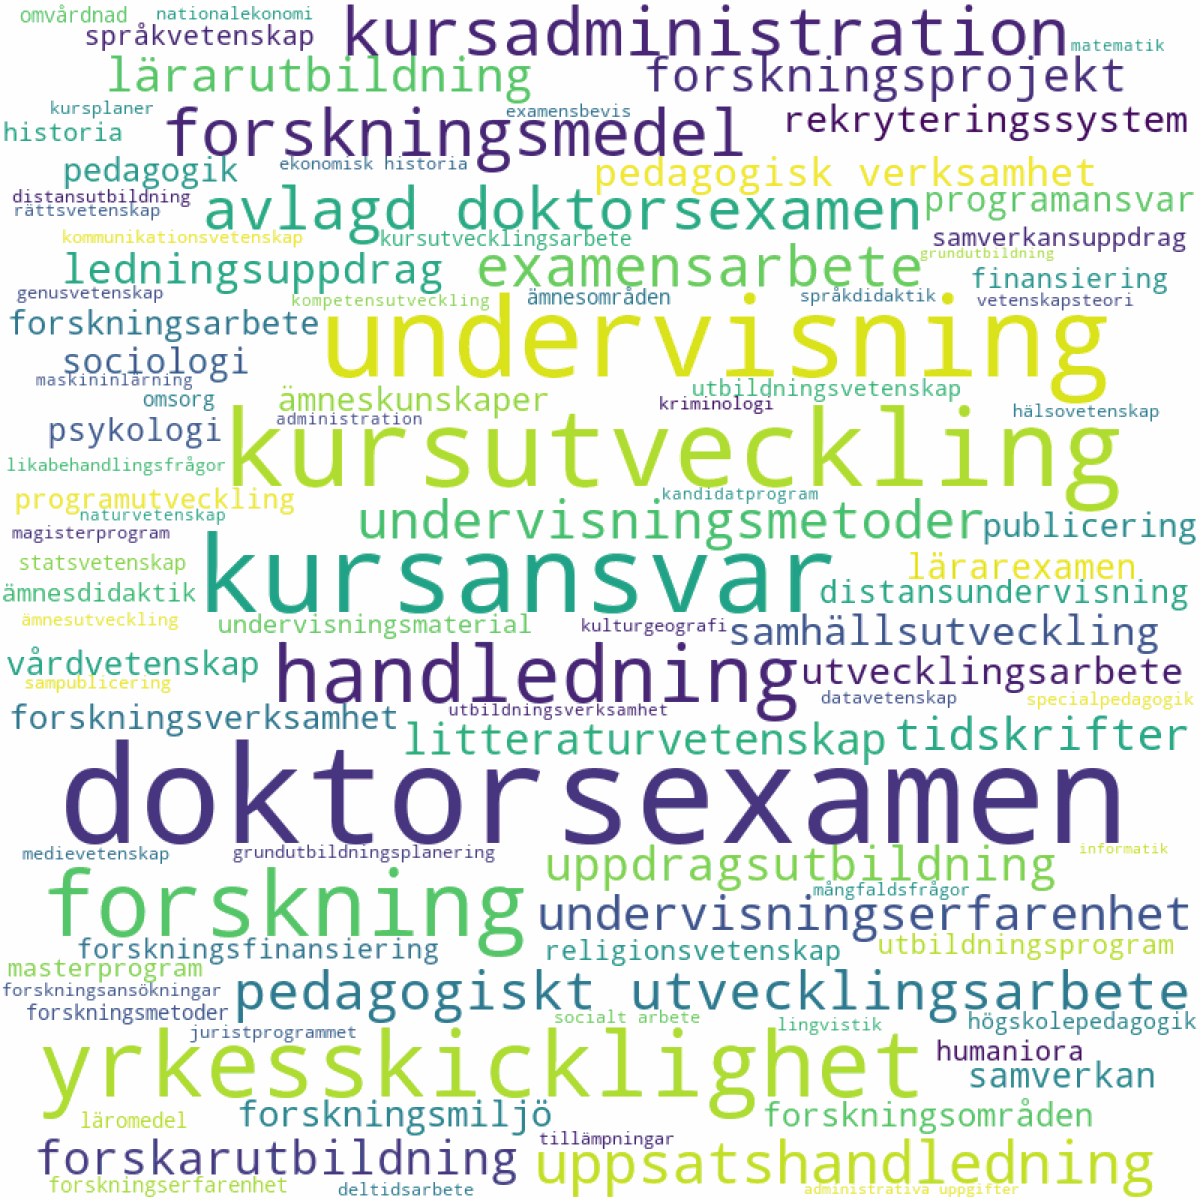 omvårdnad nationalekonomi
kursadministration
språkvetenskap
matematik
lärarutbildning
forskningsprojekt
kursplaner
examensbevis
historia
forskningsmedel
rekryteringssystem
pedagogik
ekonomisk historia
pedagogisk verksamhet
distansutbildning
rättsvetenskap
avlagd doktorsexamen
programansvar
kommunikationsvetenskap
kursutvecklingsarbete
samverkansuppdrag
ledningsuppdrag
examensarbete
grundutbildning
finansiering
genusvetenskap
kompetensutveckling
ämnesområden
språkdidaktik
vetenskapsteori
forskningsarbete
undervisning
sociologi
maskininlärning
omsorg
ämneskunskaper
utbildningsvetenskap
kriminologi
administration
hälsovetenskap
psykologi
kursutveckling
likabehandlingsfrågor
programutveckling
kandidatprogram
naturvetenskap
magisterprogram
undervisningsmetoder
publicering
statsvetenskap
kursansvar
lärarexamen
ämnesdidaktik
distansundervisning
ämnesutveckling
undervisningsmaterial
kulturgeografi
samhällsutveckling
vårdvetenskap
handledning
utvecklingsarbete
sampublicering
datavetenskap
specialpedagogik
forskningsverksamhet
utbildningsverksamhet
litteraturvetenskap
tidskrifter
doktorsexamen
medievetenskap
grundutbildningsplanering
uppdragsutbildning
informatik
forskning
mångfaldsfrågor
undervisningserfarenhet
forskningsfinansiering
religionsvetenskap
utbildningsprogram
masterprogram
forskningsansökningar
pedagogiskt utvecklingsarbete
forskningsmetoder
juristprogrammet
socialt arbete
lingvistik
högskolepedagogik
yrkesskicklighet
humaniora
samverkan
läromedel
forskningsmiljö
forskningsområden
tillämpningar
forskarutbildning
uppsatshandledning
forskningserfarenhet
deltidsarbete
administrativa uppgifter